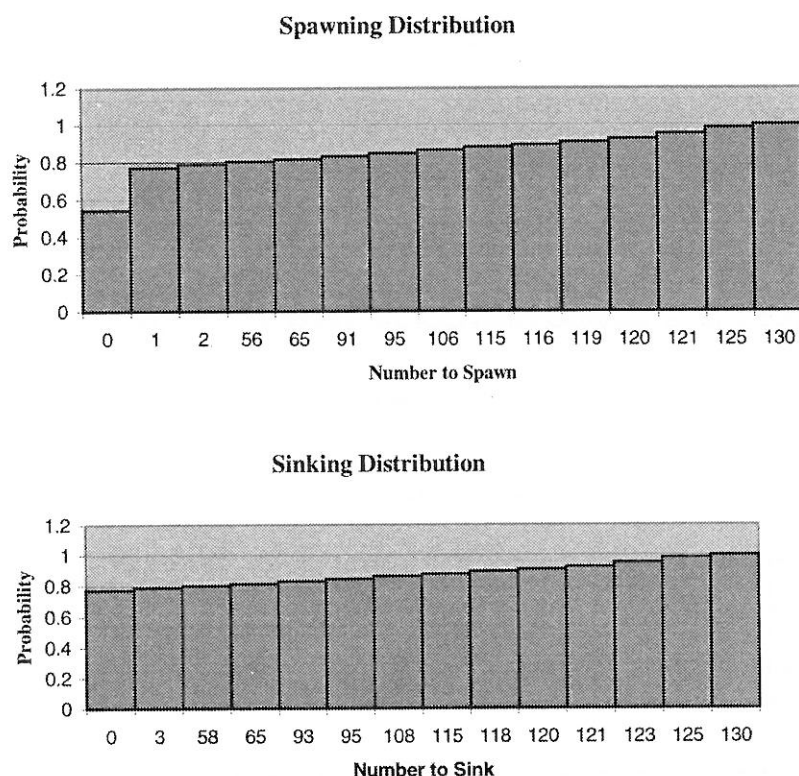 Spawning Distribution
1.2
1
0.8
0.6
0.4
0.2
0
Probability
0 1 2 56 65 91 95 106 115 116 119 120 121 125 130
Number to Spawn
Sinking Distribution
1.2
1
0.8
0.6
0.4
0.2
0
Probability
0 3 58 65 93 95 108 115 118 120 121 123 125 130
Number to Sink